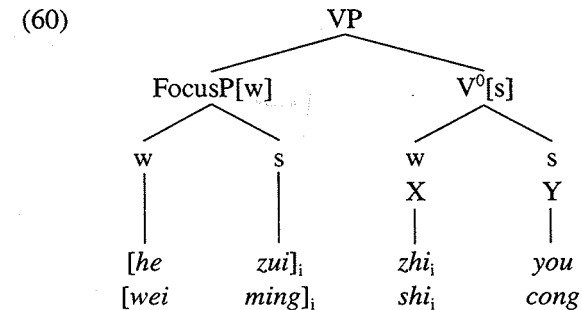 (60) VP
FocusP[w] V⁰[s]
w s w s
X Y
[he zui]ᵢ zhiᵢ you
[wei ming]ᵢ shiᵢ cong